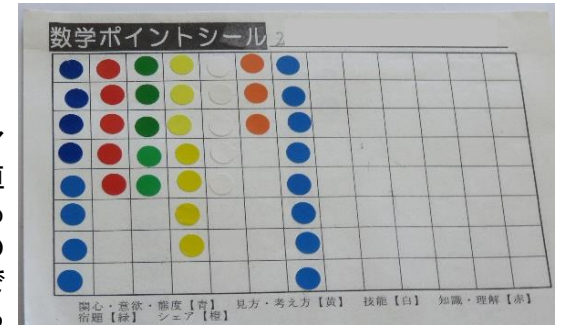 数学ポイントシール 2
関心・意欲・態度【青】 見方・考え方【黄】 技能【白】 知識・理解【赤】
宿題【緑】 シェア【橙】